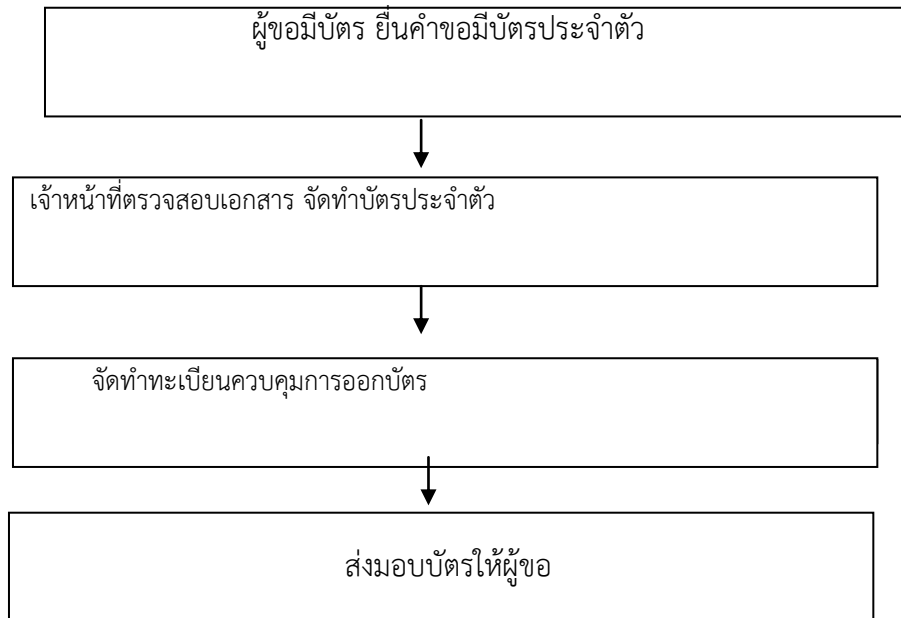 ผู้ขอมีบัตร ยื่นคำขอมีบัตรประจำตัว
เจ้าหน้าที่ตรวจสอบเอกสาร จัดทำบัตรประจำตัว
จัดทำทะเบียนควบคุมการออกบัตร
ส่งมอบบัตรให้ผู้ขอ